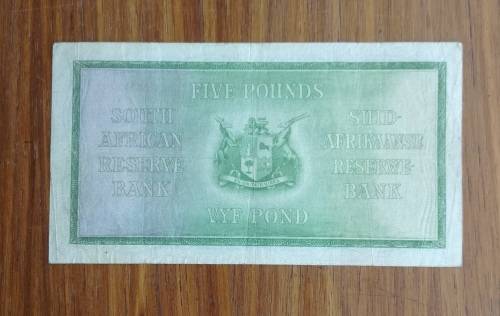 FIVE POUNDS
SOUTH
AFRICAN
RESERVE
BANK
SUID-
AFRIKAANSE
RESERWE-
BANK
VYF POND